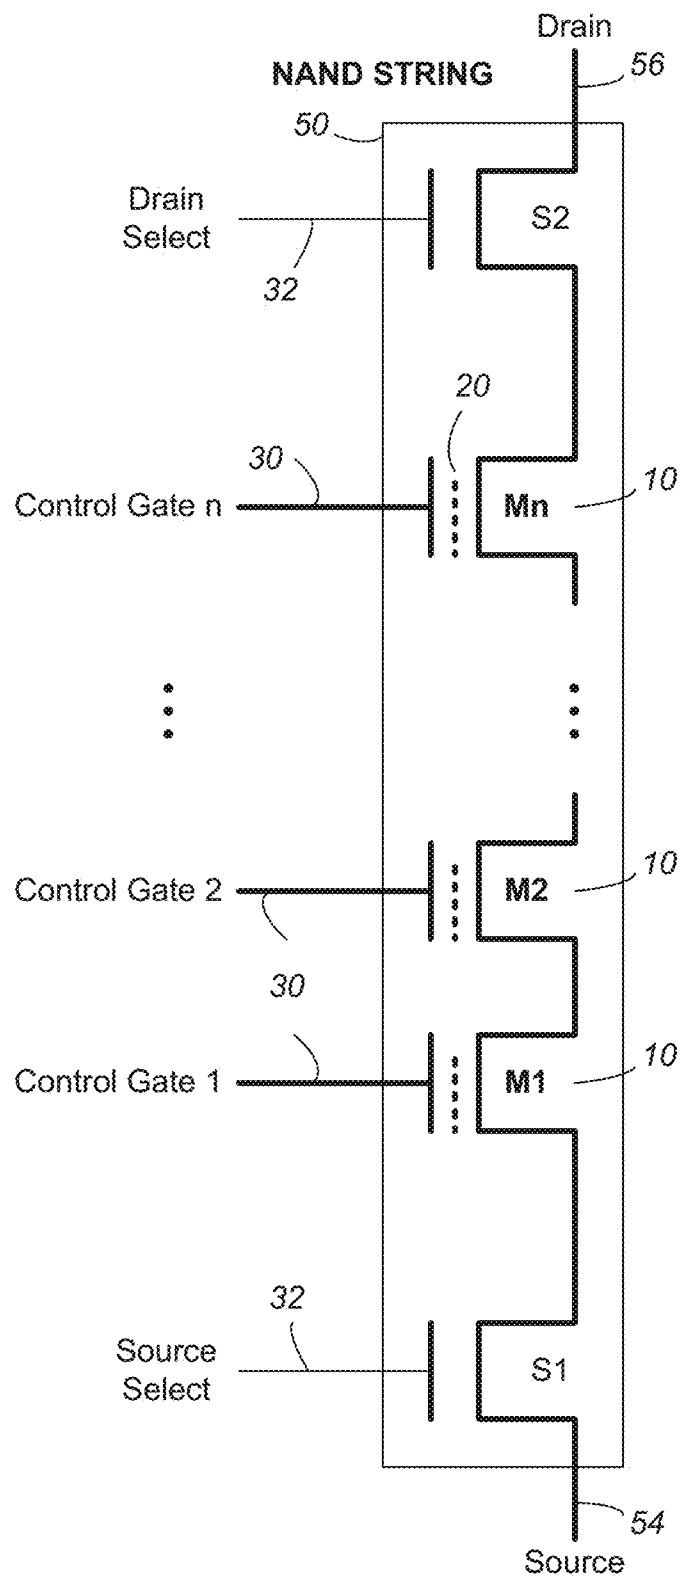 Drain
NAND STRING
56
50
Drain
Select
S2
32
20
30
10
Control Gate n
Mn
10
Control Gate 2
M2
30
10
Control Gate 1
M1
32
Source
Select
S1
54
Source